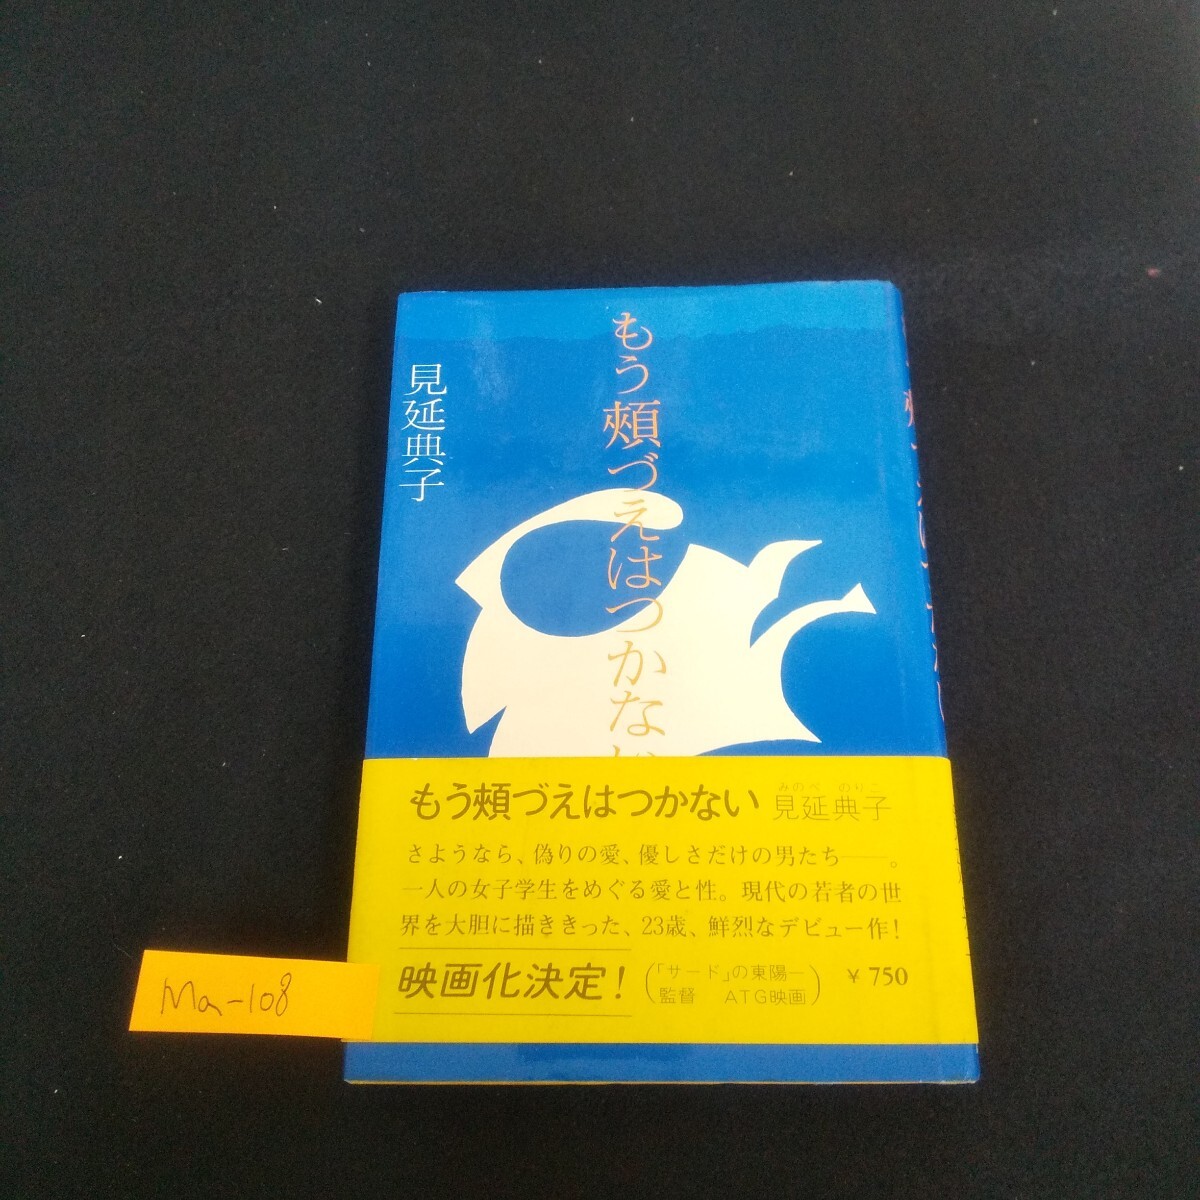 もう頰づえはつかない
見延典子
もう頰づえはつかない 見延典子
みのべ のりこ
さようなら、偽りの愛、優しさだけの男たち――。
一人の女子学生をめぐる愛と性。現代の若者の世
界を大胆に描ききった、23歳、鮮烈なデビュー作!
映画化決定!
(「サード」の東陽一
監督 ATG映画)
¥750
Ma-108